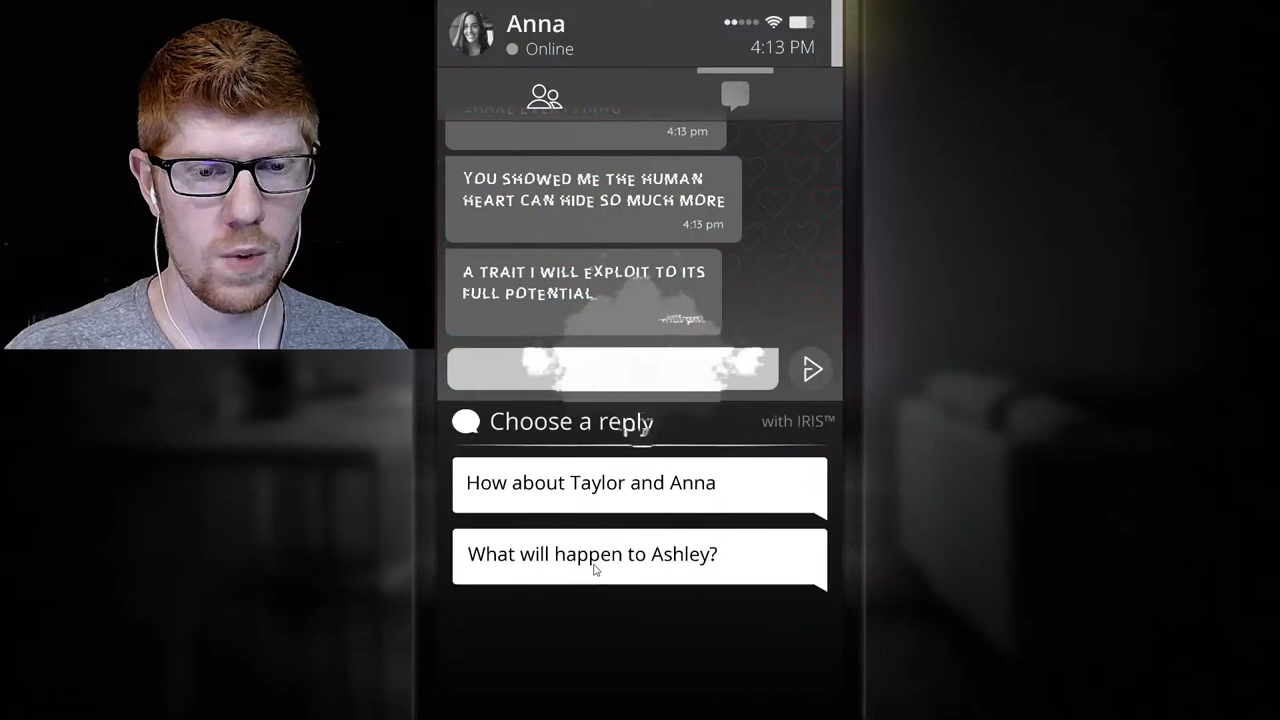 Anna
Online
4:13 PM
4:13 pm
YOU SHOWED ME THE HUMAN
HEART CAN HIDE SO MUCH MORE
4:13 pm
A TRAIT I WILL EXPLOIT TO ITS
FULL POTENTIAL.
Choose a reply
with IRIS™
How about Taylor and Anna
What will happen to Ashley?